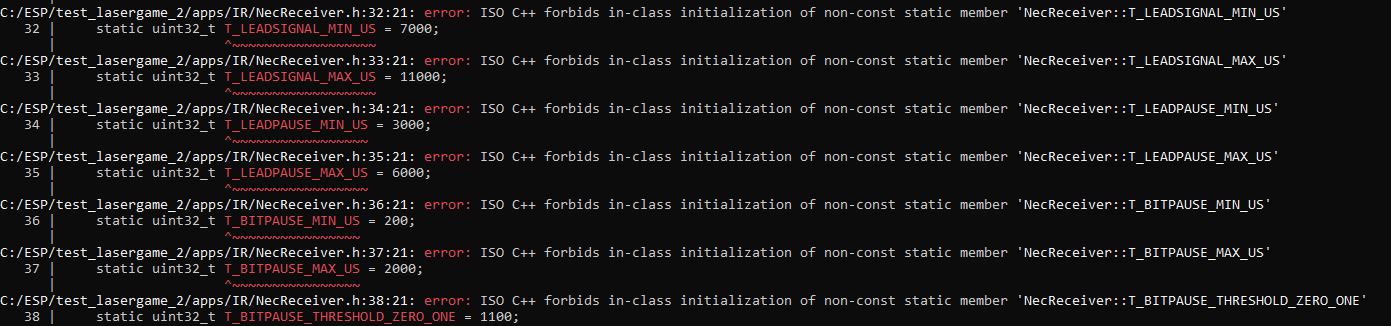 C:/ESP/test_lasergame_2/apps/IR/NecReceiver.h:32:21: error: ISO C++ forbids in-class initialization of non-const static member 'NecReceiver::T_LEADSIGNAL_MIN_US'
   32 |     static uint32_t T_LEADSIGNAL_MIN_US = 7000;
      |                     ^~~~~~~~~~~~~~~~~~~
C:/ESP/test_lasergame_2/apps/IR/NecReceiver.h:33:21: error: ISO C++ forbids in-class initialization of non-const static member 'NecReceiver::T_LEADSIGNAL_MAX_US'
   33 |     static uint32_t T_LEADSIGNAL_MAX_US = 11000;
      |                     ^~~~~~~~~~~~~~~~~~~
C:/ESP/test_lasergame_2/apps/IR/NecReceiver.h:34:21: error: ISO C++ forbids in-class initialization of non-const static member 'NecReceiver::T_LEADPAUSE_MIN_US'
   34 |     static uint32_t T_LEADPAUSE_MIN_US = 3000;
      |                     ^~~~~~~~~~~~~~~~~~
C:/ESP/test_lasergame_2/apps/IR/NecReceiver.h:35:21: error: ISO C++ forbids in-class initialization of non-const static member 'NecReceiver::T_LEADPAUSE_MAX_US'
   35 |     static uint32_t T_LEADPAUSE_MAX_US = 6000;
      |                     ^~~~~~~~~~~~~~~~~~
C:/ESP/test_lasergame_2/apps/IR/NecReceiver.h:36:21: error: ISO C++ forbids in-class initialization of non-const static member 'NecReceiver::T_BITPAUSE_MIN_US'
   36 |     static uint32_t T_BITPAUSE_MIN_US = 200;
      |                     ^~~~~~~~~~~~~~~~~
C:/ESP/test_lasergame_2/apps/IR/NecReceiver.h:37:21: error: ISO C++ forbids in-class initialization of non-const static member 'NecReceiver::T_BITPAUSE_MAX_US'
   37 |     static uint32_t T_BITPAUSE_MAX_US = 2000;
      |                     ^~~~~~~~~~~~~~~~~
C:/ESP/test_lasergame_2/apps/IR/NecReceiver.h:38:21: error: ISO C++ forbids in-class initialization of non-const static member 'NecReceiver::T_BITPAUSE_THRESHOLD_ZERO_ONE'
   38 |     static uint32_t T_BITPAUSE_THRESHOLD_ZERO_ONE = 1100;